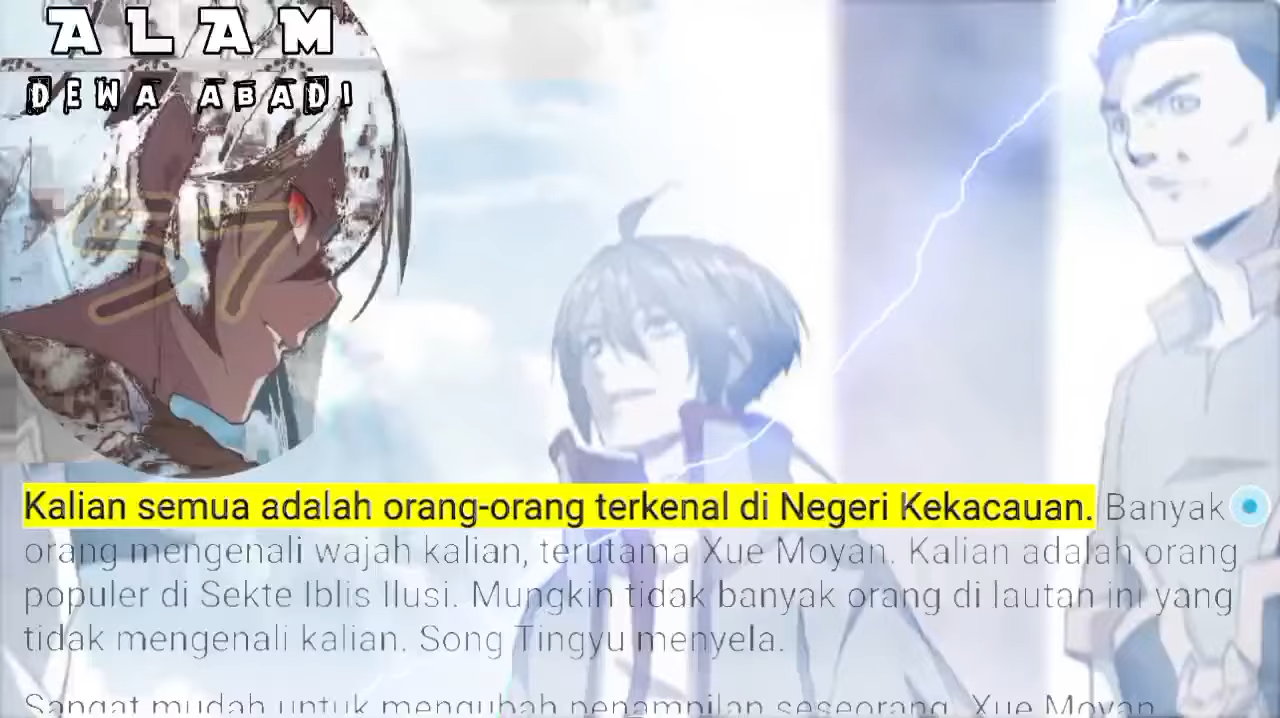 ALAM
DEWA ABADI
57
Kalian semua adalah orang-orang terkenal di Negeri Kekacauan. Banyak
orang mengenali wajah kalian, terutama Xue Moyan. Kalian adalah orang
populer di Sekte Iblis Ilusi. Mungkin tidak banyak orang di lautan ini yang
tidak mengenali kalian. Song Tingyu menyela.
Sangat mudah untuk mengubah penampilan seseorang, Xue Moyan